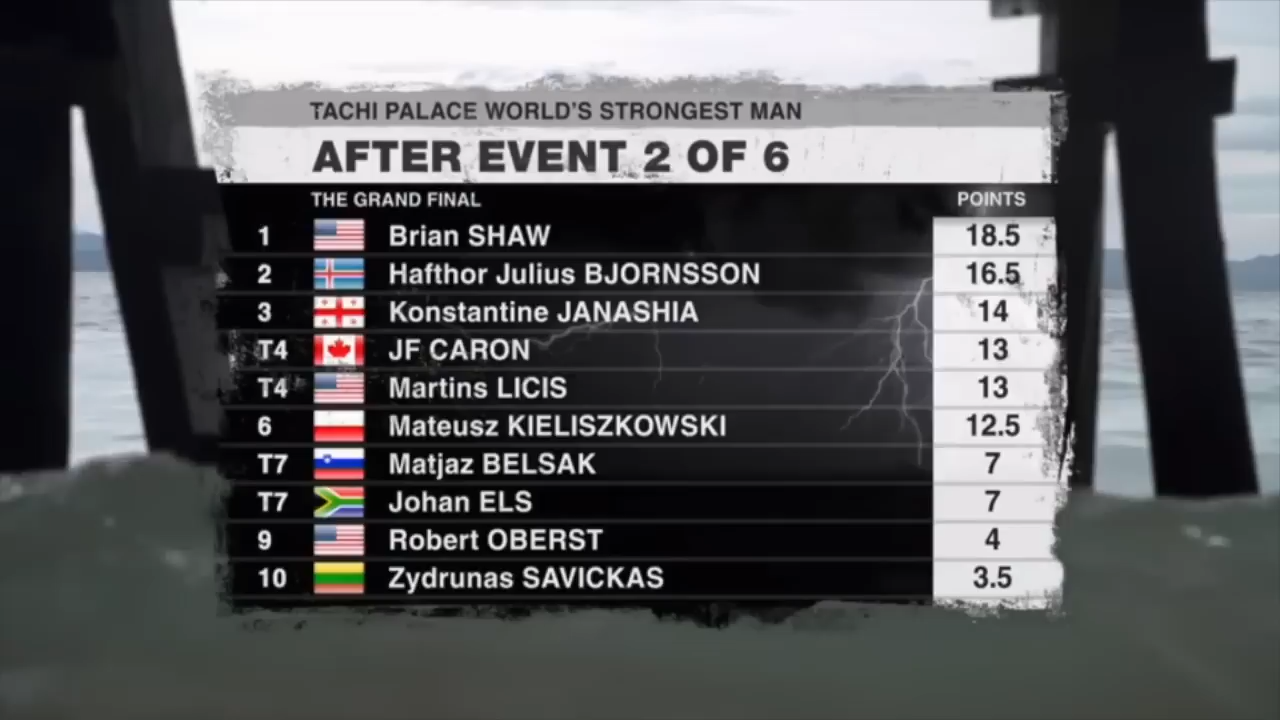 TACHI PALACE WORLD'S STRONGEST MAN
AFTER EVENT 2 OF 6
THE GRAND FINAL POINTS
1 Brian SHAW 18.5
2 Hafthor Julius BJORNSSON 16.5
3 Konstantine JANASHIA 14
T4 JF CARON 13
T4 Martins LICIS 13
6 Mateusz KIELISZKOWSKI 12.5
T7 Matjaz BELSAK 7
T7 Johan ELS 7
9 Robert OBERST 4
10 Zydrunas SAVICKAS 3.5